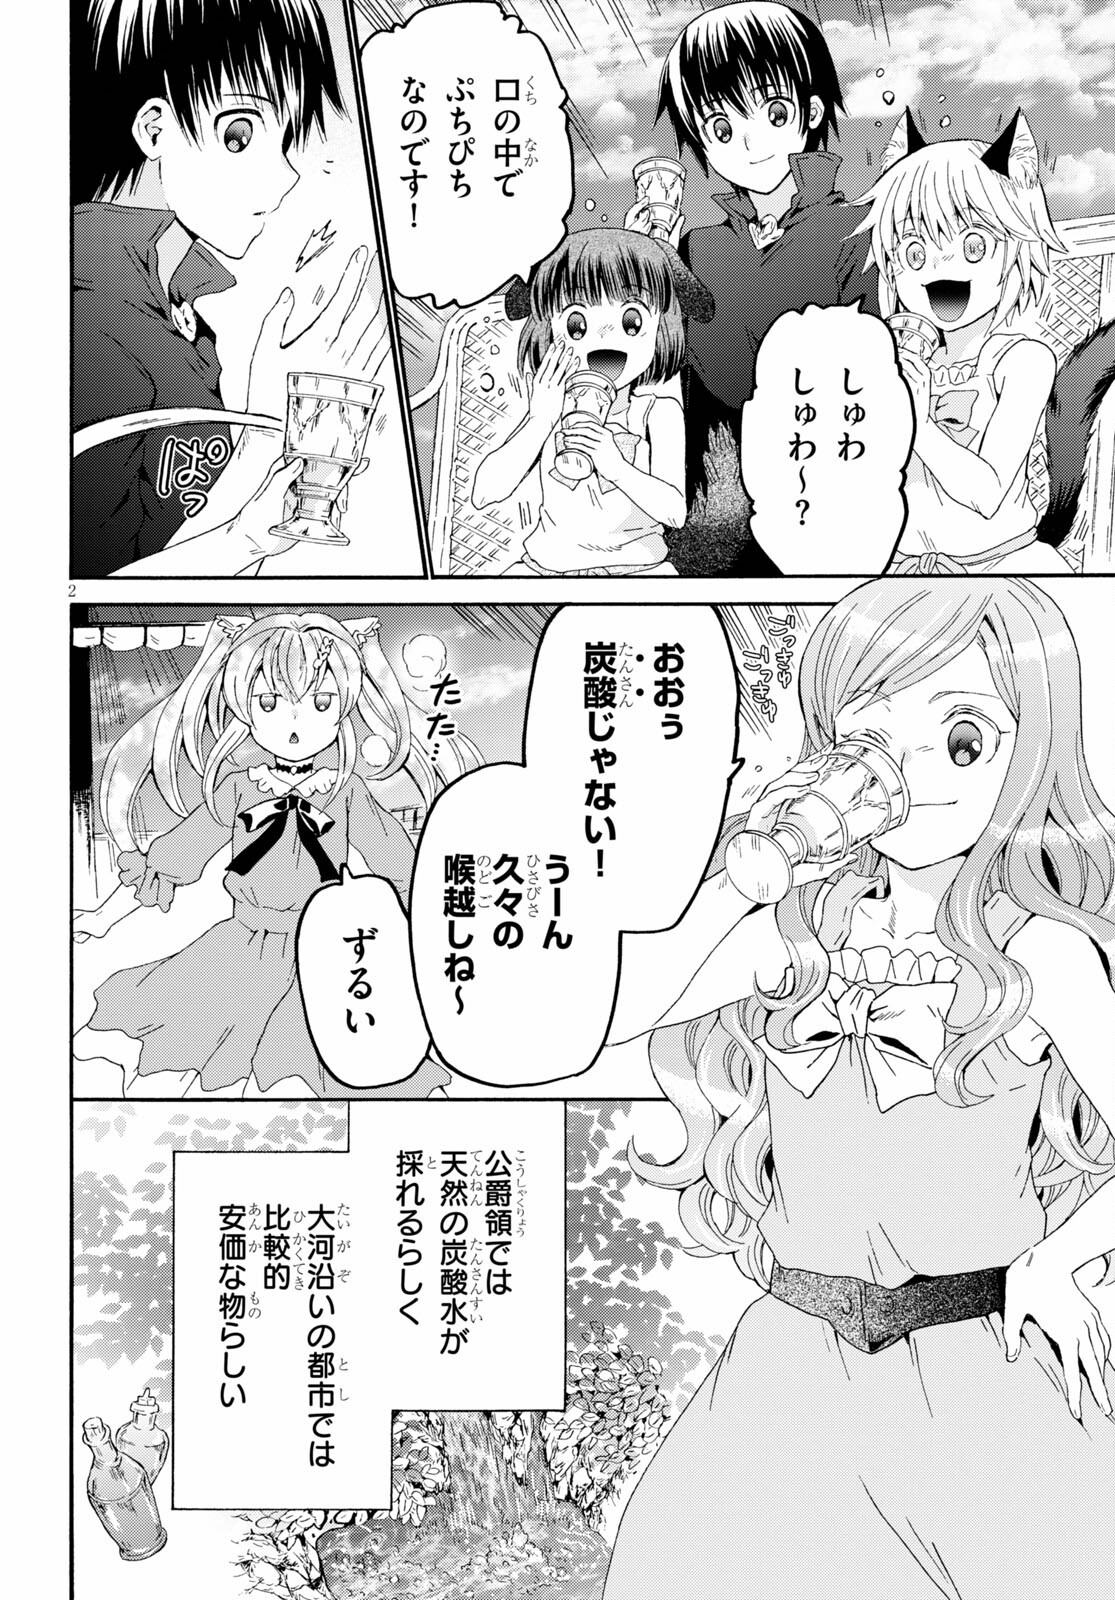 しゅわ
しゅわ～？
口の中で
ぷちぴち
なのです！
ぱっ
2
ごっきゅ
ごっきゅ
おおぅ
炭酸じゃない！
うーん
久々の
喉越しね～
たた…
ずるい
公爵領では
天然の炭酸水が
採れるらしく
大河沿いの都市では
比較的
安価な物らしい